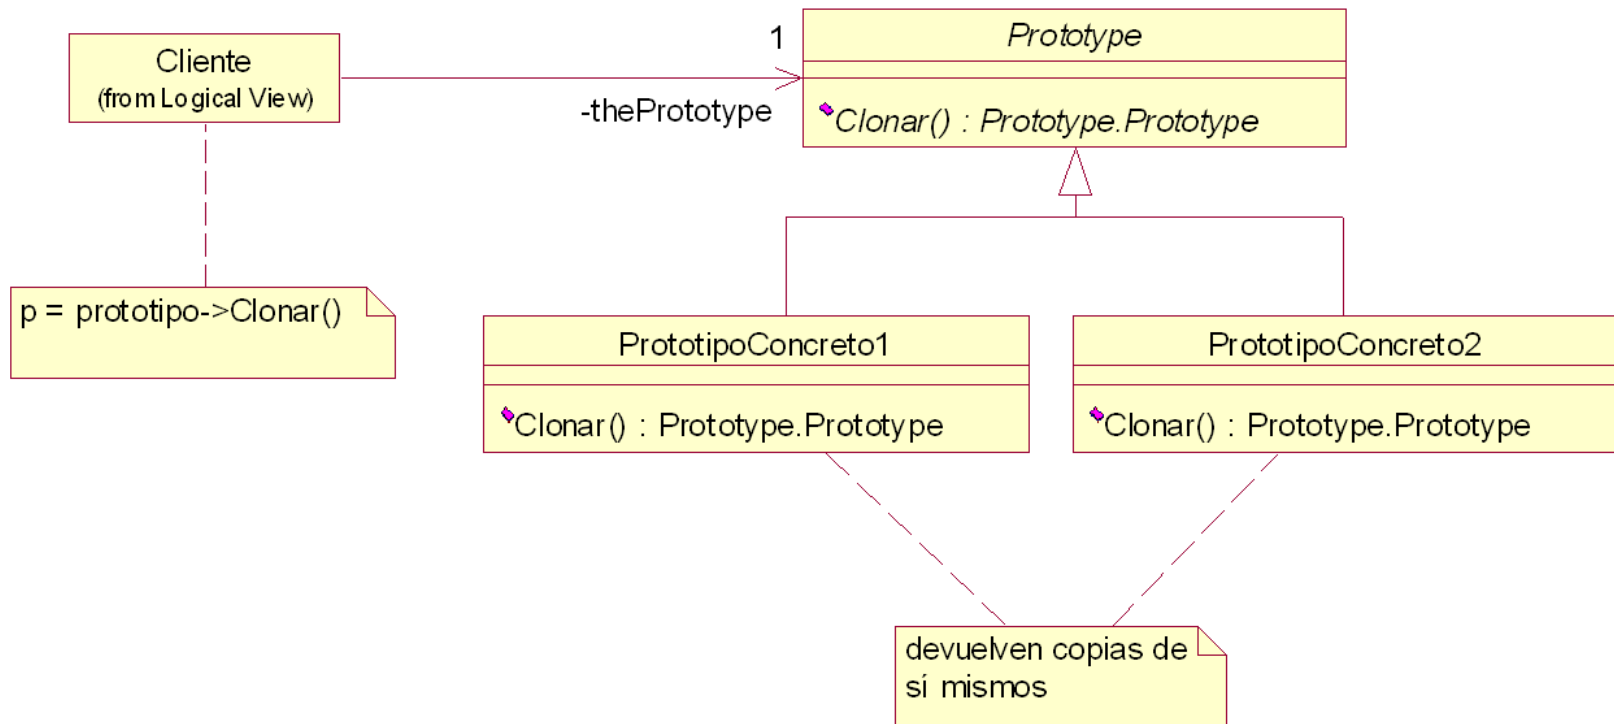 Cliente
(from Logical View)
1
-thePrototype
Prototype
Clonar() : Prototype.Prototype
p = prototipo->Clonar()
PrototipoConcreto1
Clonar() : Prototype.Prototype
PrototipoConcreto2
Clonar() : Prototype.Prototype
devuelven copias de
sí mismos